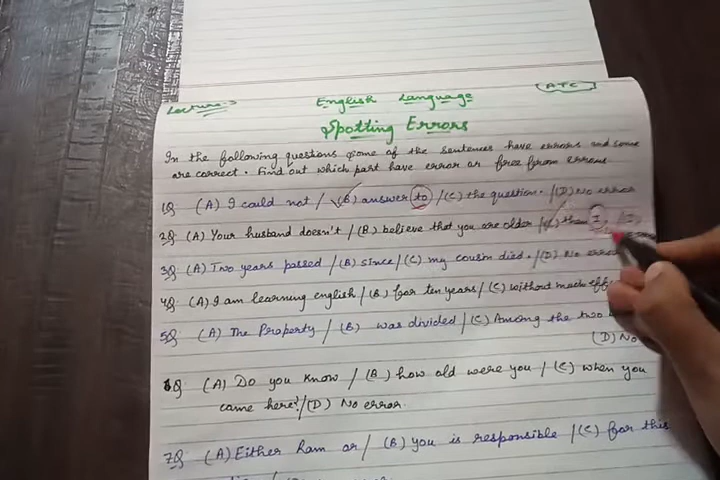 Lecture
English Language
ATC
Spotting Errors
In the following questions some of the sentences have errors and some
are correct. Find out which part have error or free from errors
1Q (A) I could not / (B) answer to / (C) the question. / (D) No error
2Q (A) Your husband doesn't / (B) believe that you are older / (C) than I.
3Q (A) Two years passed / (B) since / (C) my cousin died. / (D) No error
4Q (A) I am learning english / (B) for ten years / (C) without much
5Q (A) The Property / (B) was divided / (C) Among the two
(D) No
6Q (A) Do you know / (B) how old were you / (C) when you
came here? / (D) No error.
7Q (A) Either Ram or / (B) you is responsible / (C) for this